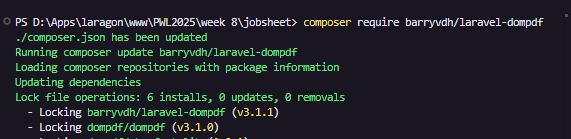 PS D:\Apps\laragon\www\PWL2025\week 8\jobsheet> composer require barryvdh/laravel-dompdf
./composer.json has been updated
Running composer update barryvdh/laravel-dompdf
Loading composer repositories with package information
Updating dependencies
Lock file operations: 6 installs, 0 updates, 0 removals
- Locking barryvdh/laravel-dompdf (v3.1.1)
- Locking dompdf/dompdf (v3.1.0)